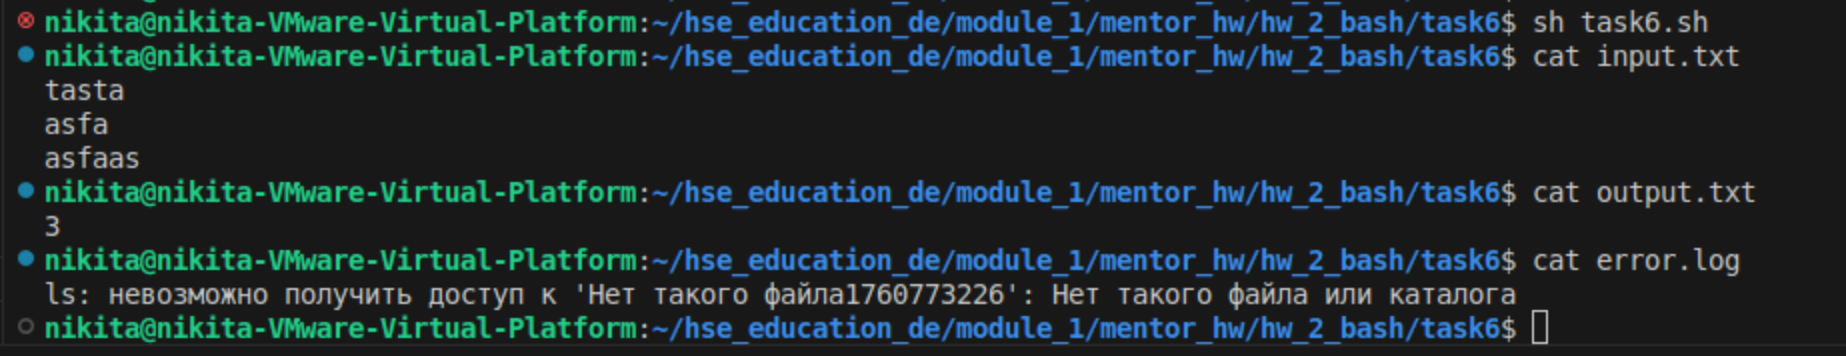 nikita@nikita-VMware-Virtual-Platform:~/hse_education_de/module_1/mentor_hw/hw_2_bash/task6$ sh task6.sh
nikita@nikita-VMware-Virtual-Platform:~/hse_education_de/module_1/mentor_hw/hw_2_bash/task6$ cat input.txt
tasta
asfa
asfaas
nikita@nikita-VMware-Virtual-Platform:~/hse_education_de/module_1/mentor_hw/hw_2_bash/task6$ cat output.txt
3
nikita@nikita-VMware-Virtual-Platform:~/hse_education_de/module_1/mentor_hw/hw_2_bash/task6$ cat error.log
ls: невозможно получить доступ к 'Нет такого файла1760773226': Нет такого файла или каталога
nikita@nikita-VMware-Virtual-Platform:~/hse_education_de/module_1/mentor_hw/hw_2_bash/task6$